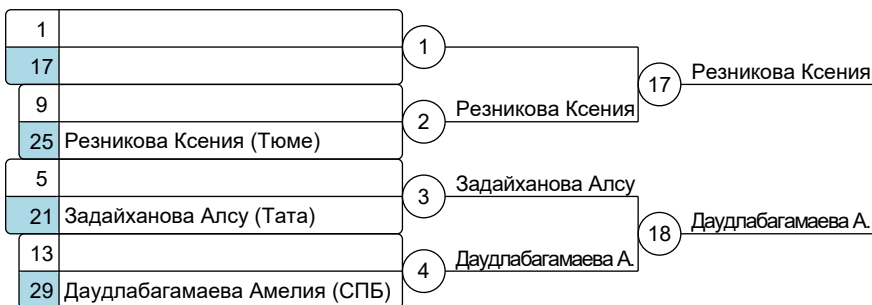 1
17
1
9
25 Резникова Ксения (Тюме)
2
Резникова Ксения
17
Резникова Ксения
5
21 Задайханова Алсу (Тата)
3
Задайханова Алсу
13
29 Даудлабагамаева Амелия (СПБ)
4
Даудлабагамаева А.
18
Даудлабагамаева А.